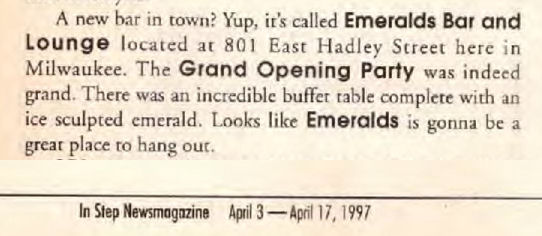 A new bar in town? Yup, it's called Emeralds Bar and
Lounge located at 801 East Hadley Street here in
Milwaukee. The Grand Opening Party was indeed
grand. There was an incredible buffet table complete with an
ice sculpted emerald. Looks like Emeralds is gonna be a
great place to hang out.
In Step Newsmagazine April 3 — April 17, 1997